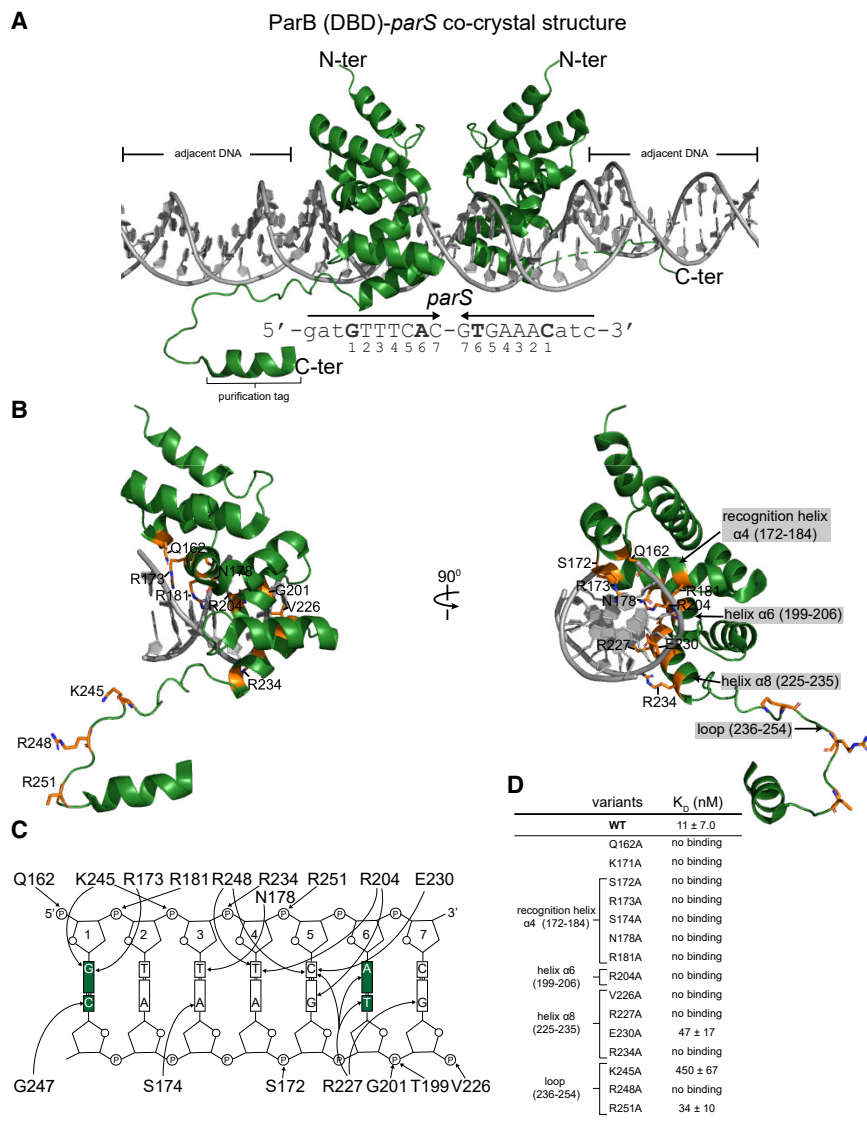 A
ParB (DBD)-parS co-crystal structure
N-ter
N-ter
adjacent DNA
adjacent DNA
C-ter
parS
5′-gatGTTTCAC-GTGAAACatc-3′
1 2 3 4 5 6 7 7 6 5 4 3 2 1
C-ter
purification tag
B
Q162
R173
N178
R181
R204
G201
V226
R234
K245
R248
R251
90⁰
recognition helix
α4 (172-184)
Q162
S172
R173
R181
N178
R204
helix α6 (199-206)
R227
E230
helix α8 (225-235)
R234
loop (236-254)
C
Q162 K245 R173 R181 R248 R234 R251 R204 E230
N178
5′ P P P P P P 3′
1 2 3 4 5 6 7
G T T T C A C
C A A A G T G
P P P P P P P
G247 S174 S172 R227 G201 T199 V226
D
variants K_D (nM)
WT 11 ± 7.0
Q162A no binding
K171A no binding
recognition helix
α4 (172-184)
S172A no binding
R173A no binding
S174A no binding
N178A no binding
R181A no binding
helix α6
(199-206)
R204A no binding
helix α8
(225-235)
V226A no binding
R227A no binding
E230A 47 ± 17
R234A no binding
loop
(236-254)
K245A 450 ± 67
R248A no binding
R251A 34 ± 10